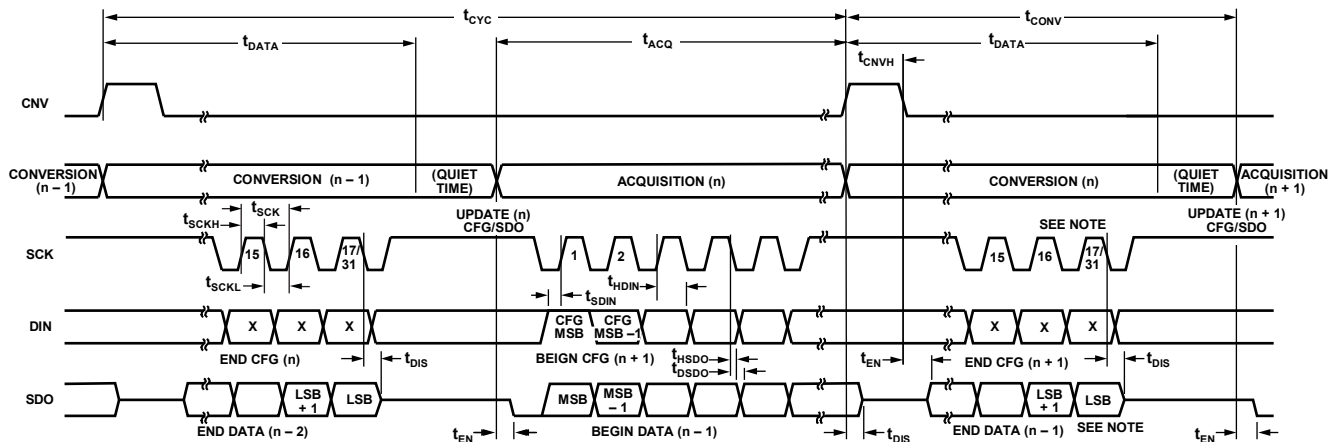 tCYC
tCONV
tDATA
tACQ
tDATA
tCNVH
CNV
CONVERSION
(n – 1)
CONVERSION (n – 1)
(QUIET
TIME)
ACQUISITION (n)
CONVERSION (n)
(QUIET
TIME)
ACQUISITION
(n + 1)
tSCK
tSCKH
UPDATE (n)
CFG/SDO
SEE NOTE
UPDATE (n + 1)
CFG/SDO
SCK
15
16
17/
31
1
2
15
16
17/
31
tSCKL
tHDIN
tSDIN
DIN
X
X
X
CFG
MSB
CFG
MSB –1
X
X
X
END CFG (n)
tDIS
BEIGN CFG (n + 1)
tHSDO
tDSDO
tEN
END CFG (n + 1)
tDIS
SDO
LSB
+ 1
LSB
MSB
MSB
–1
LSB
+ 1
LSB
END DATA (n – 2)
tEN
BEGIN DATA (n – 1)
tDIS
END DATA (n – 1)
SEE NOTE
tEN